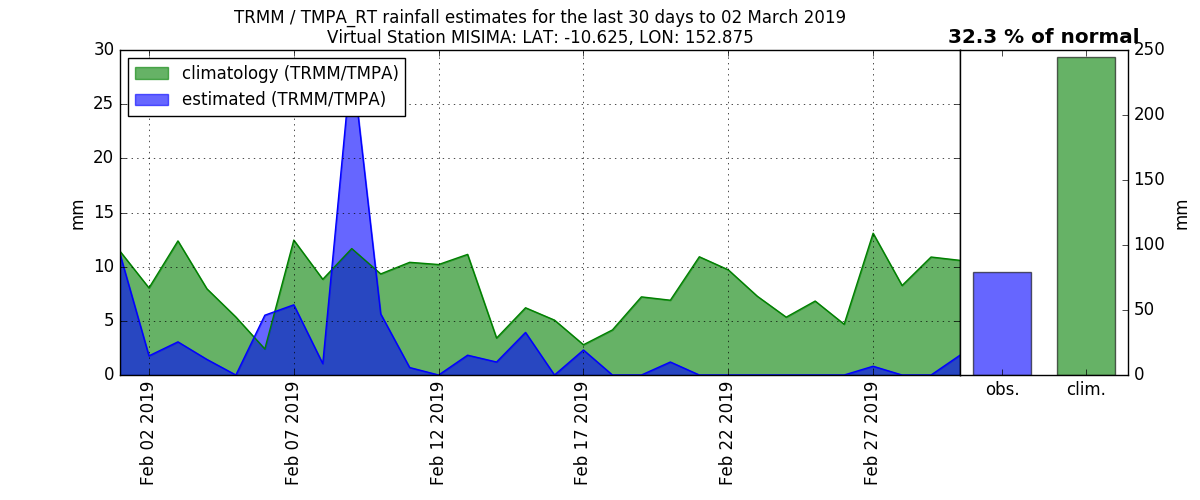 TRMM / TMPA_RT rainfall estimates for the last 30 days to 02 March 2019
Virtual Station MISIMA: LAT: -10.625, LON: 152.875
32.3 % of normal
climatology (TRMM/TMPA)
estimated (TRMM/TMPA)
30
25
20
15
10
5
0
mm
Feb 02 2019
Feb 07 2019
Feb 12 2019
Feb 17 2019
Feb 22 2019
Feb 27 2019
obs.
clim.
250
200
150
100
50
0
mm